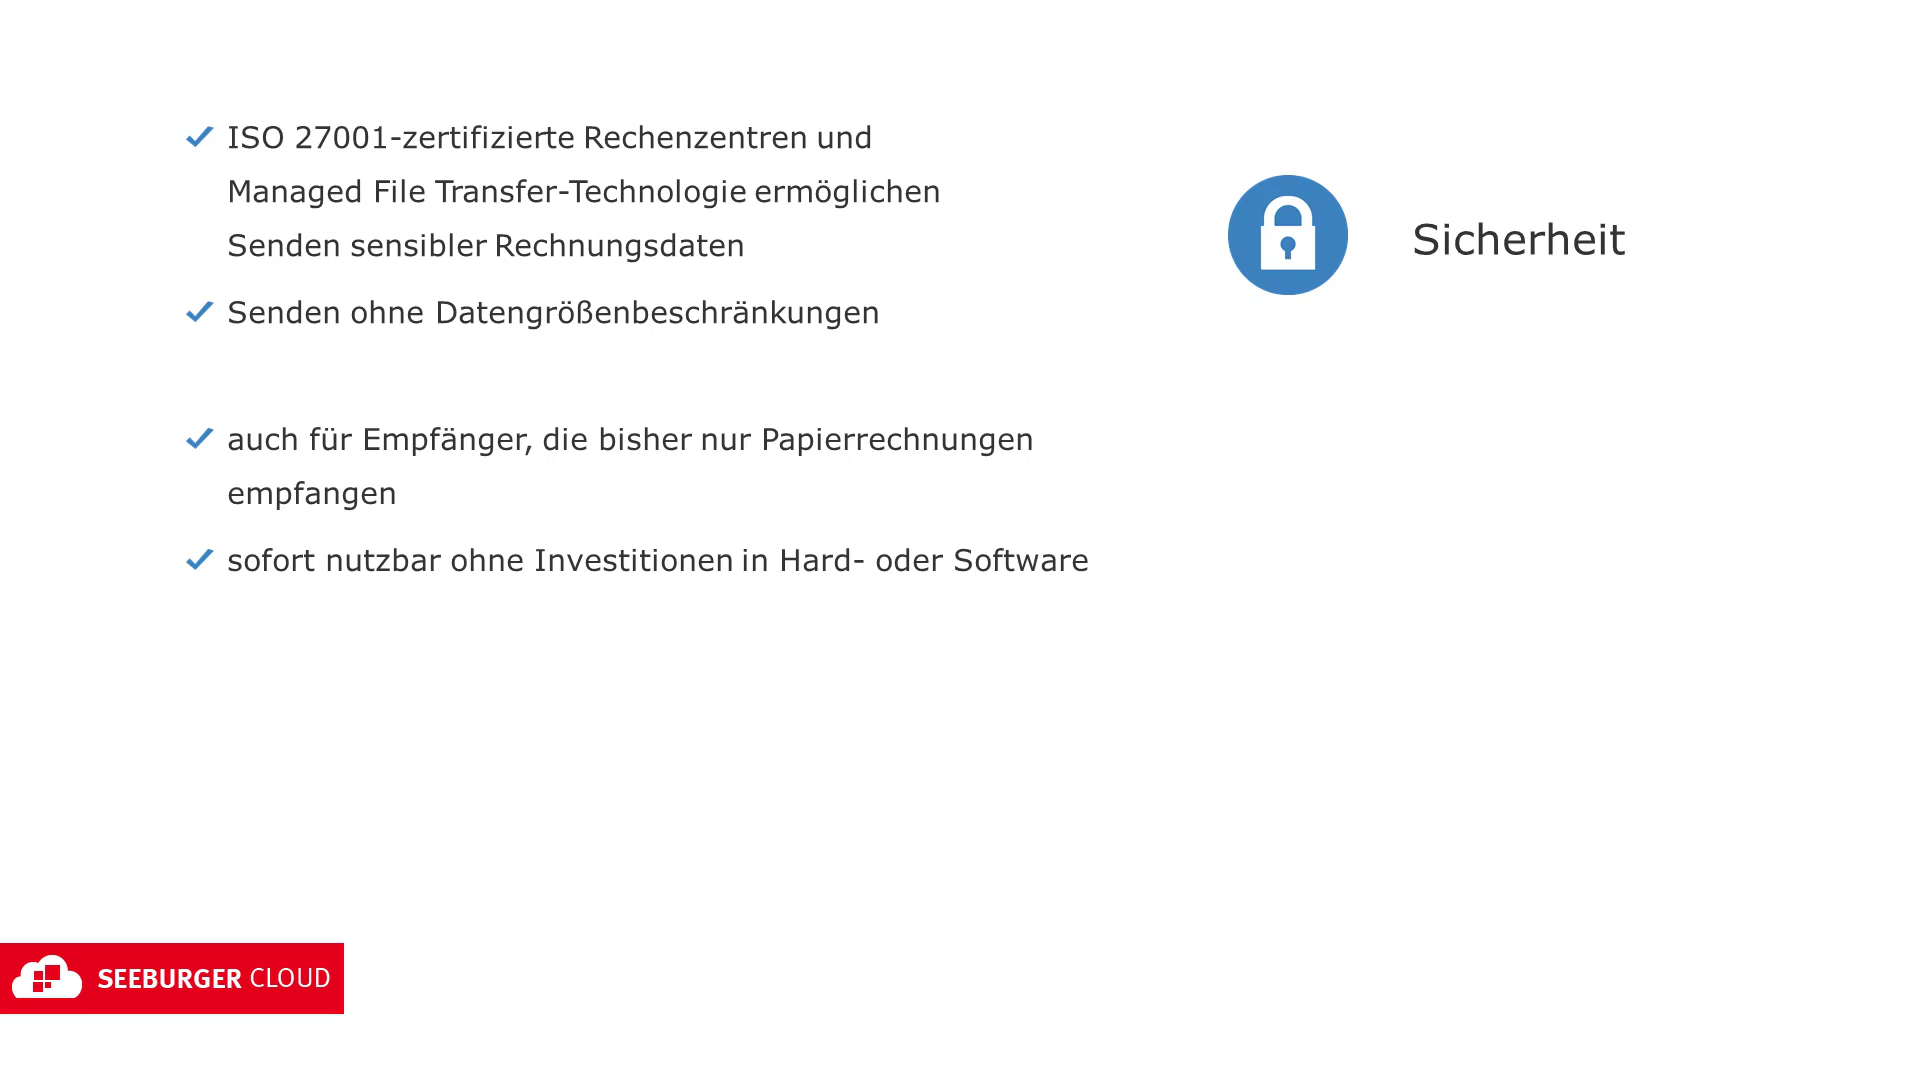 ISO 27001-zertifizierte Rechenzentren und
Managed File Transfer-Technologie ermöglichen
Senden sensibler Rechnungsdaten
Senden ohne Datengrößenbeschränkungen
auch für Empfänger, die bisher nur Papierrechnungen
empfangen
sofort nutzbar ohne Investitionen in Hard- oder Software
Sicherheit
SEEBURGER CLOUD